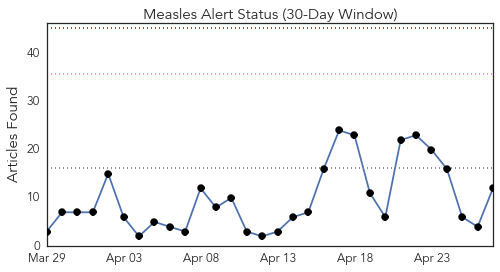 Measles Alert Status (30-Day Window)
Articles Found
40
30
20
10
0
Mar 29 Apr 03 Apr 08 Apr 13 Apr 18 Apr 23